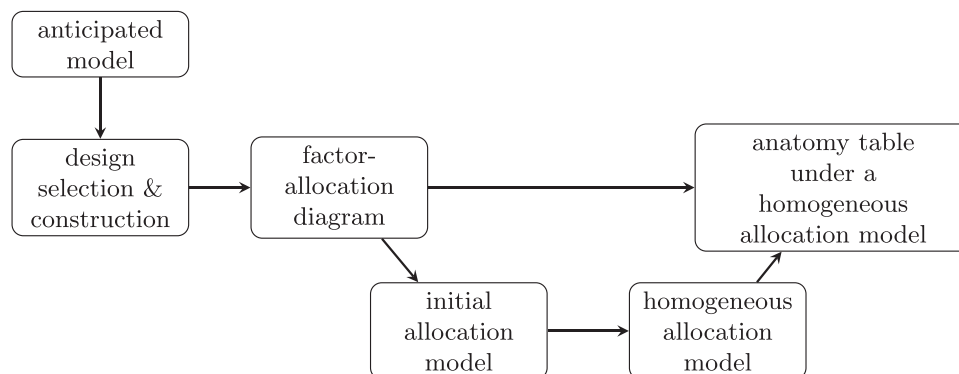 anticipated
model
design
selection &
construction
factor-
allocation
diagram
anatomy table
under a
homogeneous
allocation model
initial
allocation
model
homogeneous
allocation
model